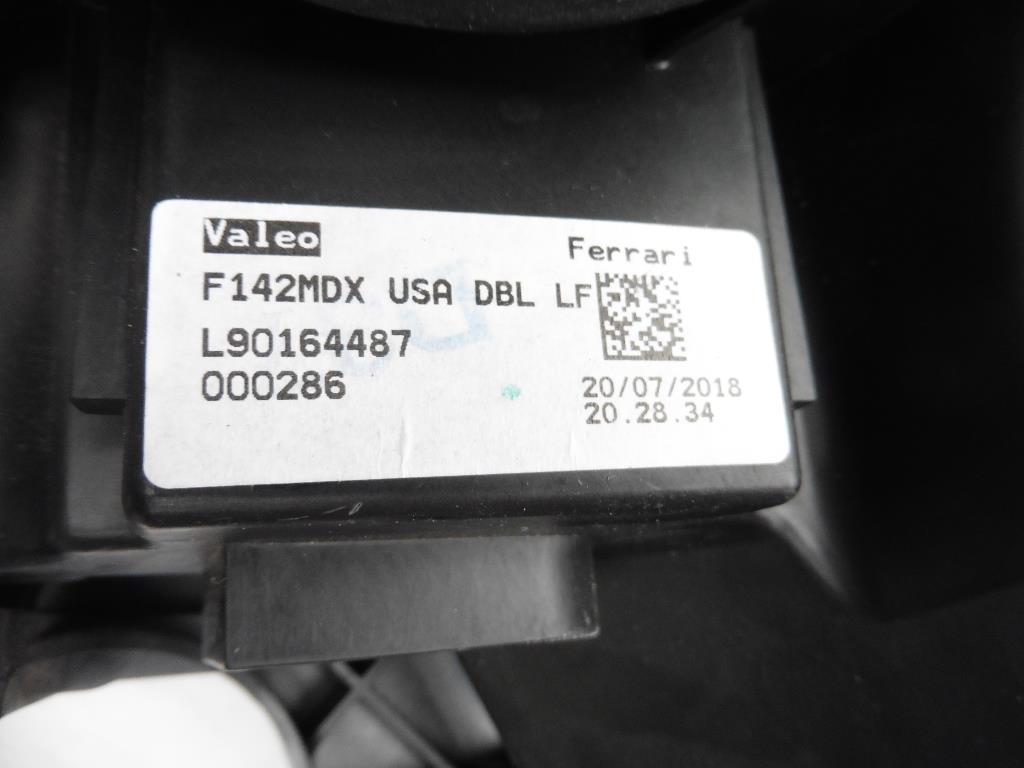 Valeo Ferrari
F142MDX USA DBL LF
L90164487
000286 20/07/2018
20.28.34